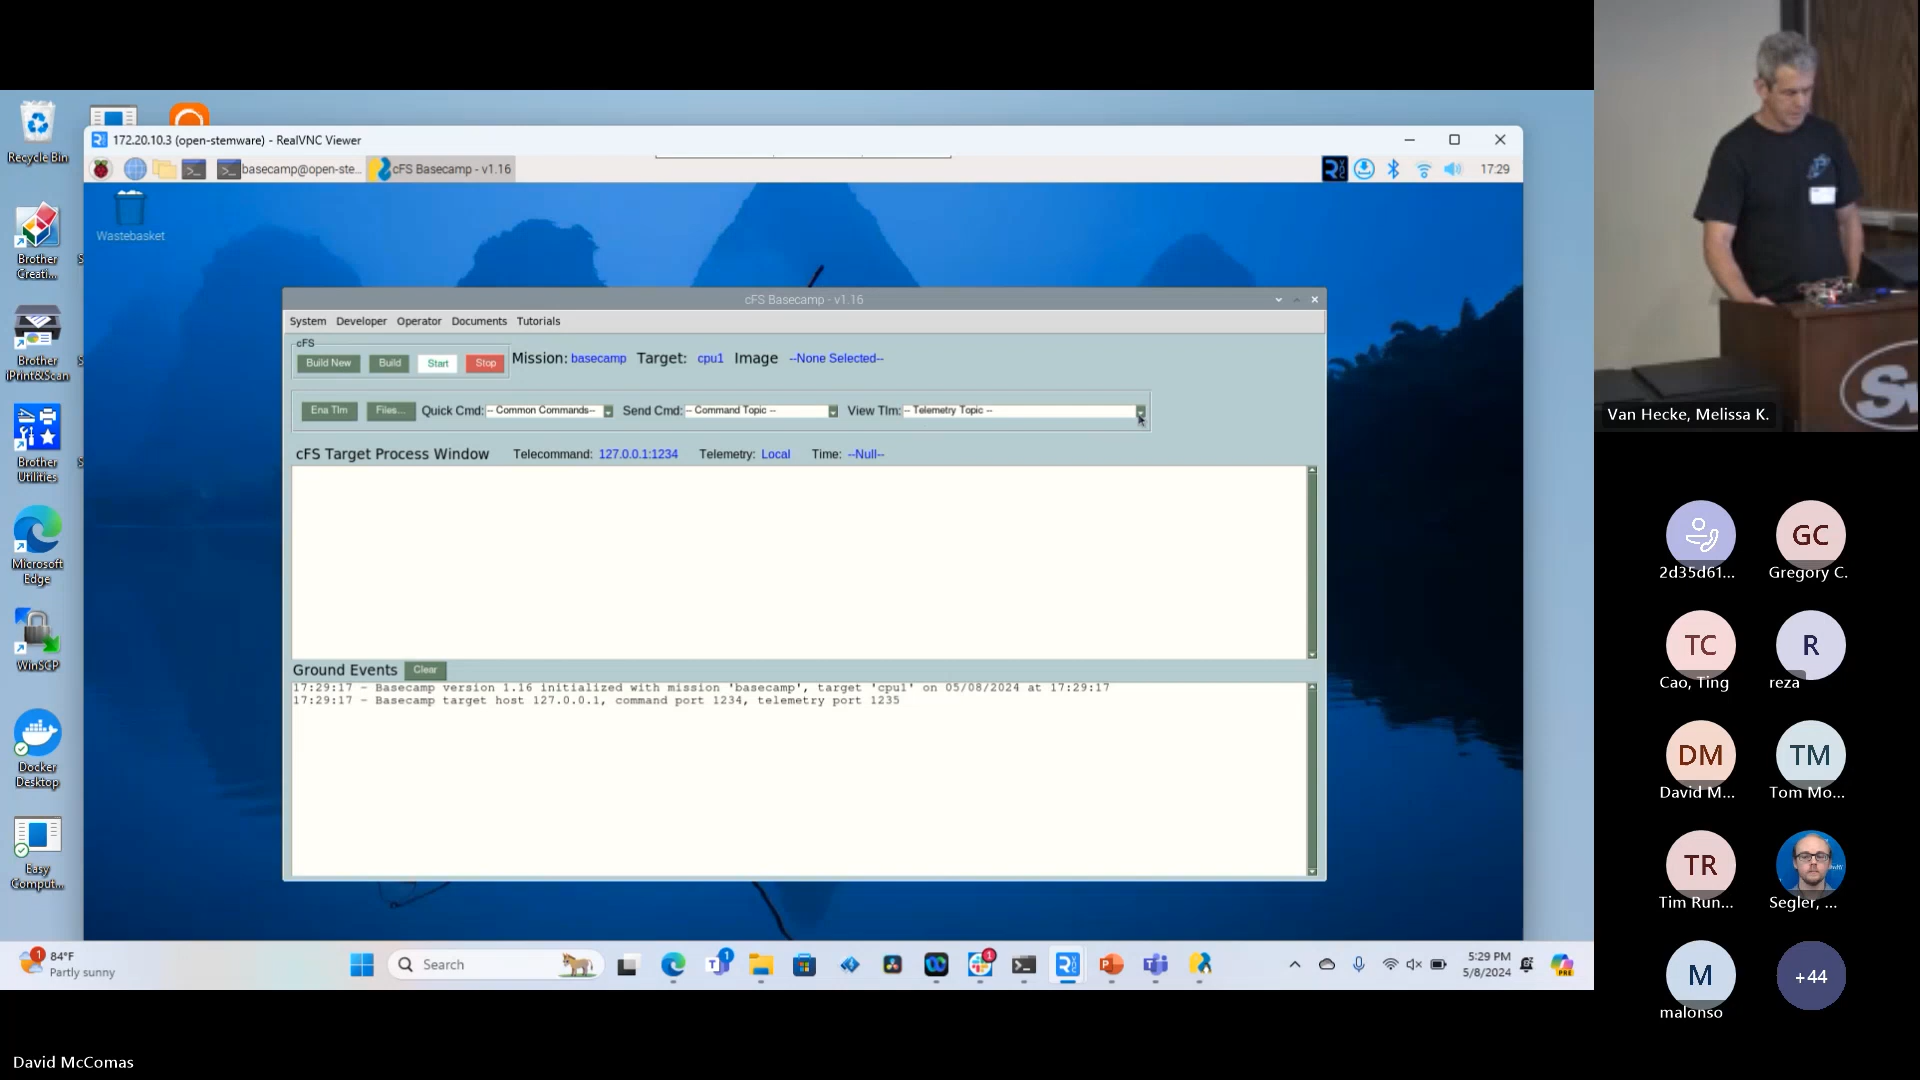 Recycle Bin
172.20.10.3 (open-stemware) - RealVNC Viewer
basecamp@open-ste...
cFS Basecamp - v1.16
17:29
Wastebasket
Brother
Creati...
Brother
iPrint&Scan
Brother
Utilities
Microsoft
Edge
WinSCP
Docker
Desktop
Easy
Comput...
cFS Basecamp - v1.16
System Developer Operator Documents Tutorials
cFS
Build New Build Start Stop Mission: basecamp Target: cpu1 Image --None Selected--
Ena Tlm Files... Quick Cmd: -- Common Commands-- Send Cmd: -- Command Topic -- View Tlm: -- Telemetry Topic --
cFS Target Process Window Telecommand: 127.0.0.1:1234 Telemetry: Local Time: --Null--
Ground Events Clear
17:29:17 - Basecamp version 1.16 initialized with mission 'basecamp', target 'cpu1' on 05/08/2024 at 17:29:17
17:29:17 - Basecamp target host 127.0.0.1, command port 1234, telemetry port 1235
1
84°F
Partly sunny
Search
1
1
5:29 PM
5/8/2024
PRE
David McComas
Van Hecke, Melissa K.
2d35d61...
GC
Gregory C.
TC
Cao, Ting
R
reza
DM
David M...
TM
Tom Mo...
TR
Tim Run...
Segler, ...
M
malonso
+44